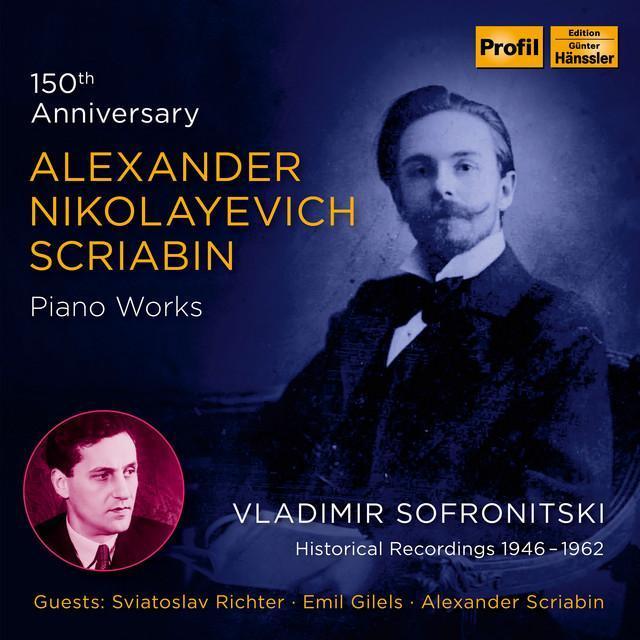 Profil
Edition
Günter
Hänssler
150th
Anniversary
ALEXANDER
NIKOLAYEVICH
SCRIABIN
Piano Works
VLADIMIR SOFRONITSKI
Historical Recordings 1946 – 1962
Guests: Sviatoslav Richter · Emil Gilels · Alexander Scriabin